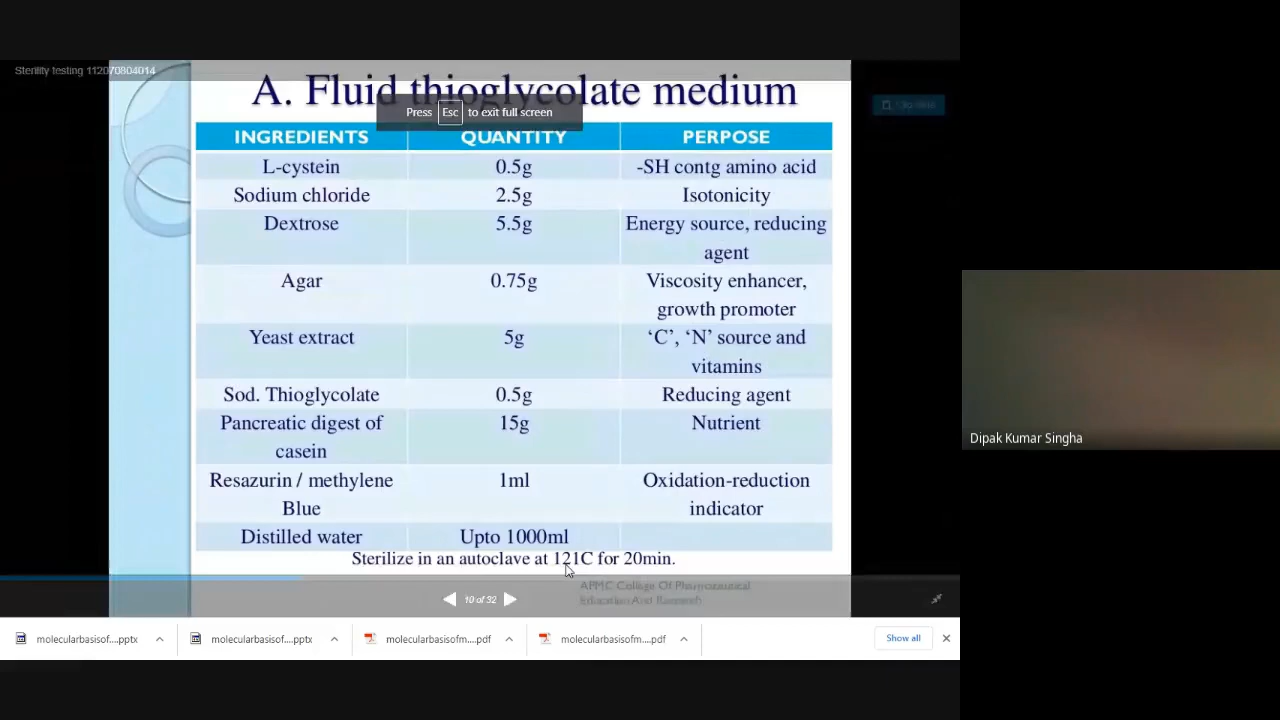 Sterility testing 112070804014
A. Fluid thioglycolate medium
Press Esc to exit full screen
INGREDIENTS QUANTITY PERPOSE
L-cystein 0.5g -SH contg amino acid
Sodium chloride 2.5g Isotonicity
Dextrose 5.5g Energy source, reducing
agent
Agar 0.75g Viscosity enhancer,
growth promoter
Yeast extract 5g ‘C’, ‘N’ source and
vitamins
Sod. Thioglycolate 0.5g Reducing agent
Pancreatic digest of 15g Nutrient
casein
Resazurin / methylene 1ml Oxidation-reduction
Blue indicator
Distilled water Upto 1000ml
Sterilize in an autoclave at 121C for 20min.
APMC College Of Pharmaceutical
Education And Research
10 of 32
molecularbasisof....pptx molecularbasisof....pptx molecularbasisofm....pdf molecularbasisofm....pdf Show all
Dipak Kumar Singha